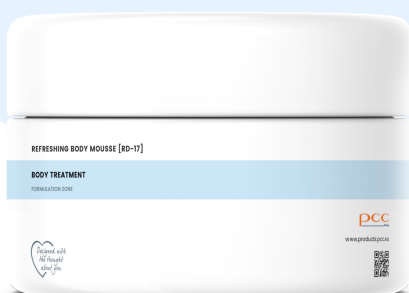 REFRESHING BODY MOUSSE [RD-17]
BODY TREATMENT
FORMULATION ZONE
pcc
www.products.pcc.eu
Designed with
the thought
about you